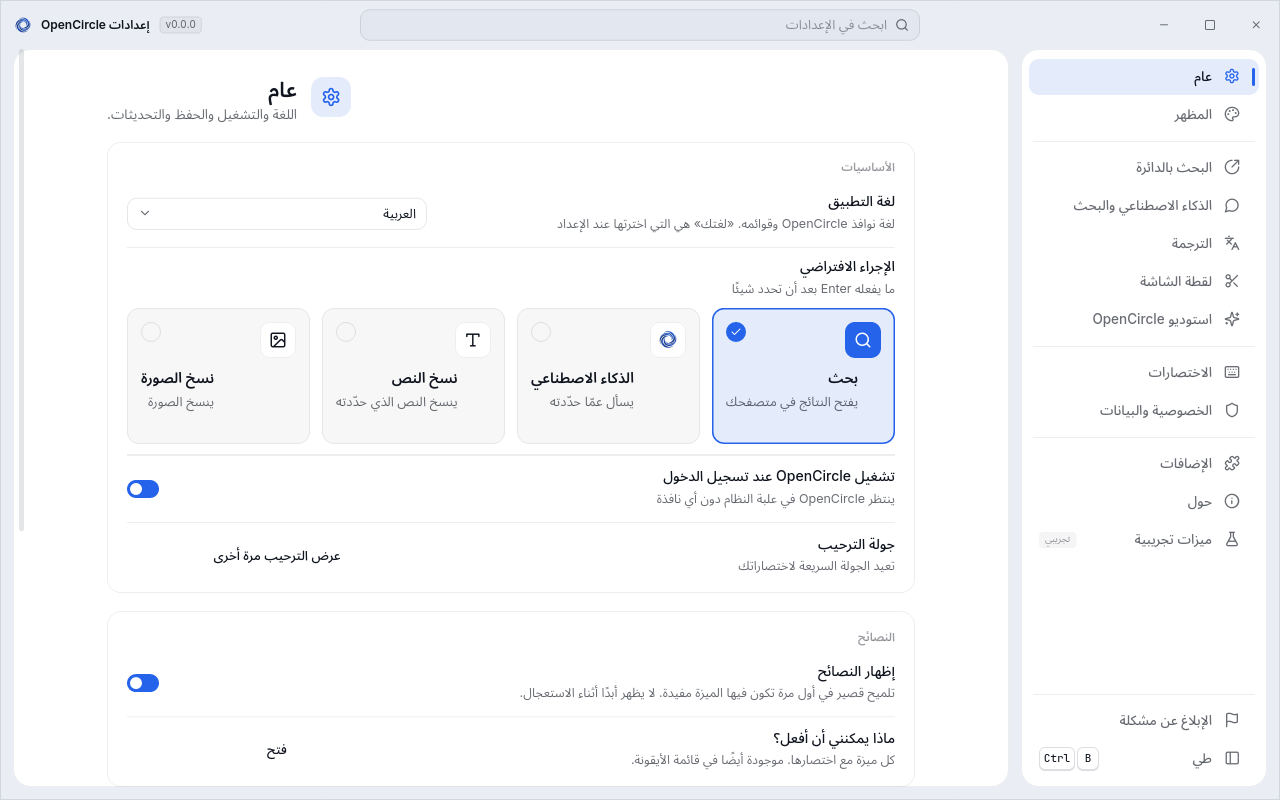 إعدادات OpenCircle
v0.0.0
ابحث في الإعدادات
عام
المظهر
البحث بالدائرة
الذكاء الاصطناعي والبحث
الترجمة
لقطة الشاشة
استوديو OpenCircle
الاختصارات
الخصوصية والبيانات
الإضافات
حول
ميزات تجريبية
تجريبي
الإبلاغ عن مشكلة
طي
Ctrl B
عام
اللغة والتشغيل والحفظ والتحديثات.
الأساسيات
لغة التطبيق
لغة نوافذ OpenCircle وقوائمه. «لغتك» هي التي اخترتها عند الإعداد
العربية
الإجراء الافتراضي
ما يفعله Enter بعد أن تحدد شيئًا
بحث
يفتح النتائج في متصفحك
الذكاء الاصطناعي
يسأل عمّا حدّدته
نسخ النص
ينسخ النص الذي حدّدته
نسخ الصورة
ينسخ الصورة
تشغيل OpenCircle عند تسجيل الدخول
ينتظر OpenCircle في علبة النظام دون أي نافذة
جولة الترحيب
تعيد الجولة السريعة لاختصاراتك
عرض الترحيب مرة أخرى
النصائح
إظهار النصائح
تلميح قصير في أول مرة تكون فيها الميزة مفيدة. لا يظهر أبدًا أثناء الاستعجال.
ماذا يمكنني أن أفعل؟
كل ميزة مع اختصارها. موجودة أيضًا في قائمة الأيقونة.
فتح